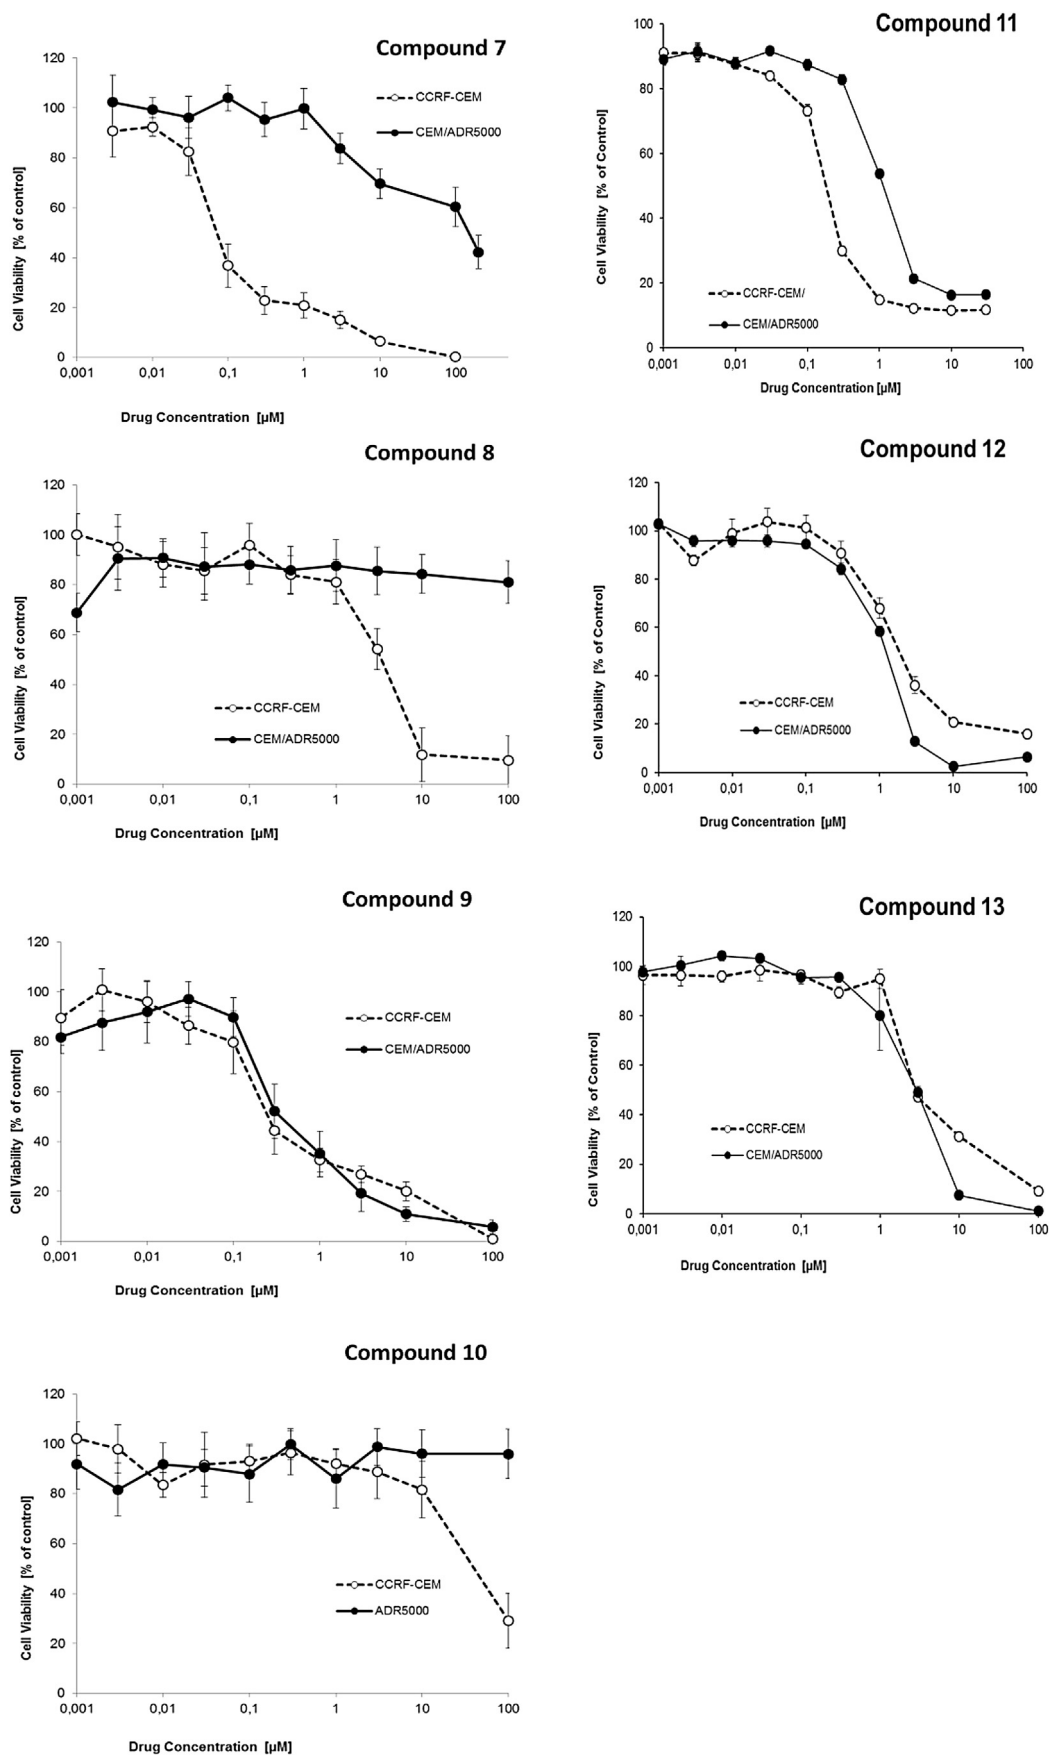 Compound 7
120
100
80
60
40
20
0
Cell Viability [% of control]
CCRF-CEM
CEM/ADR5000
0,001 0,01 0,1 1 10 100
Drug Concentration [µM]
Compound 11
100
80
60
40
20
0
Cell Viability [% of Control]
CCRF-CEM/
CEM/ADR5000
0,001 0,01 0,1 1 10 100
Drug Concentration [µM]
Compound 8
120
100
80
60
40
20
0
Cell Viability [% of control]
CCRF-CEM
CEM/ADR5000
0,001 0,01 0,1 1 10 100
Drug Concentration [µM]
Compound 12
120
100
80
60
40
20
0
Cell Viability [% of Control]
CCRF-CEM
CEM/ADR5000
0,001 0,01 0,1 1 10 100
Drug Concentration [µM]
Compound 9
120
100
80
60
40
20
0
Cell Viability [% of control]
CCRF-CEM
CEM/ADR5000
0,001 0,01 0,1 1 10 100
Drug Concentration [µM]
Compound 13
120
100
80
60
40
20
0
Cell Viability [% of Control]
CCRF-CEM
CEM/ADR5000
0,001 0,01 0,1 1 10 100
Drug Concentration [µM]
Compound 10
120
100
80
60
40
20
0
Cell Viability [% of control]
CCRF-CEM
ADR5000
0,001 0,01 0,1 1 10 100
Drug Concentration [µM]